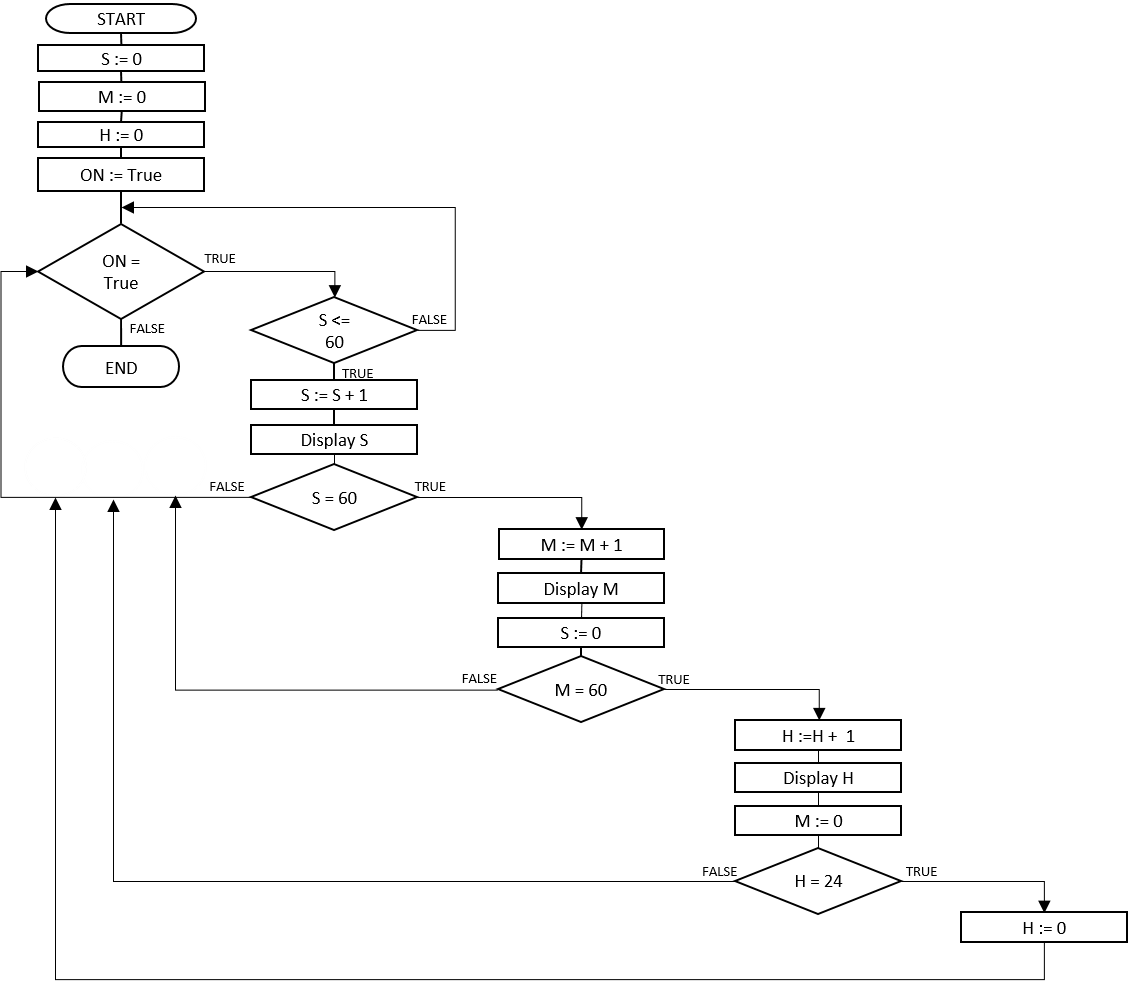 START
S := 0
M := 0
H := 0
ON := True
ON =
True
TRUE
FALSE
END
S <=
60
FALSE
TRUE
S := S + 1
Display S
FALSE
S = 60
TRUE
M := M + 1
Display M
S := 0
FALSE
M = 60
TRUE
H :=H +  1
Display H
M := 0
FALSE
H = 24
TRUE
H := 0